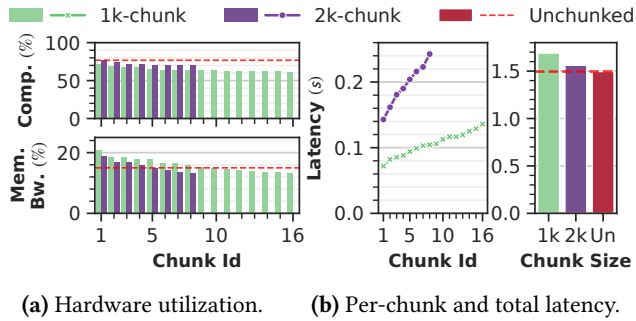 1k-chunk 2k-chunk Unchunked
Comp. (%)
100
50
0
Mem. Bw. (%)
20
0
1 5 10 16
Chunk Id
Latency (s)
0.2
0.1
0.0
1 5 10 16
Chunk Id
1.5
1.0
0.5
0.0
1k 2k Un
Chunk Size
(a) Hardware utilization. (b) Per-chunk and total latency.